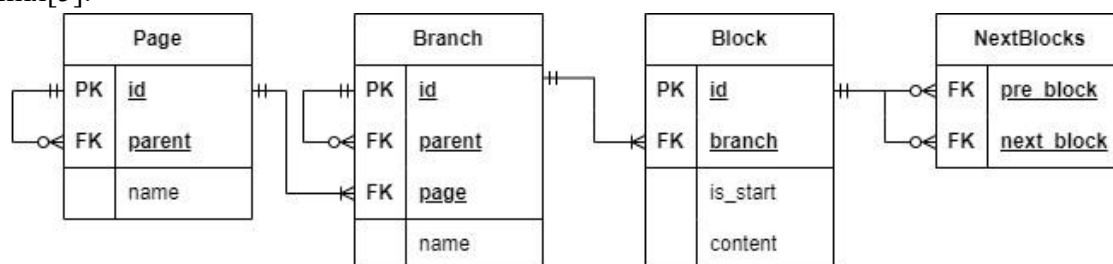 Page
PK id
FK parent
name
Branch
PK id
FK parent
FK page
name
Block
PK id
FK branch
is_start
content
NextBlocks
FK pre_block
FK next_block